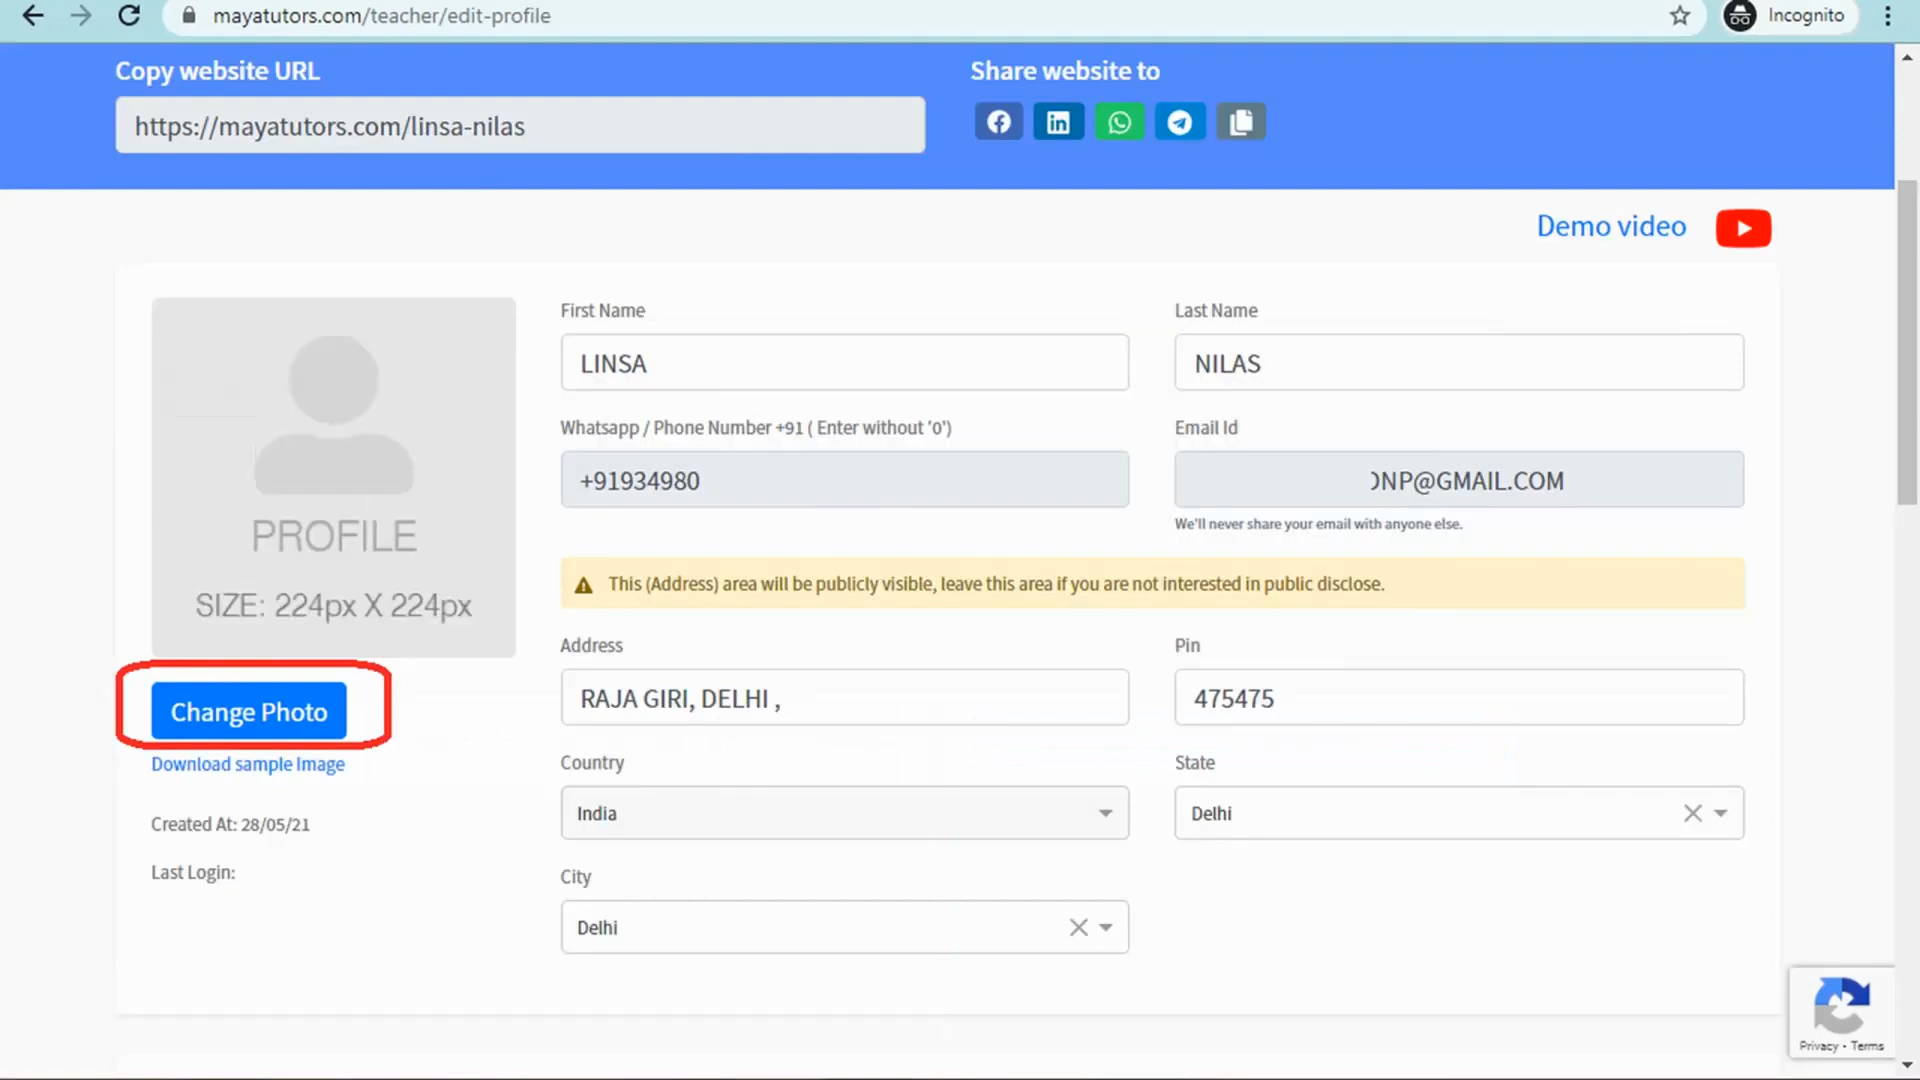 mayatutors.com/teacher/edit-profile
Incognito
Copy website URL
Share website to
https://mayatutors.com/linsa-nilas
Demo video
PROFILE
SIZE: 224px X 224px
Change Photo
Download sample Image
Created At: 28/05/21
Last Login:
First Name
Last Name
LINSA
NILAS
Whatsapp / Phone Number +91 ( Enter without '0')
Email Id
+91934980
NP@GMAIL.COM
We'll never share your email with anyone else.
This (Address) area will be publicly visible, leave this area if you are not interested in public disclose.
Address
Pin
RAJA GIRI, DELHI ,
475475
Country
State
India
Delhi
City
Delhi
Privacy - Terms